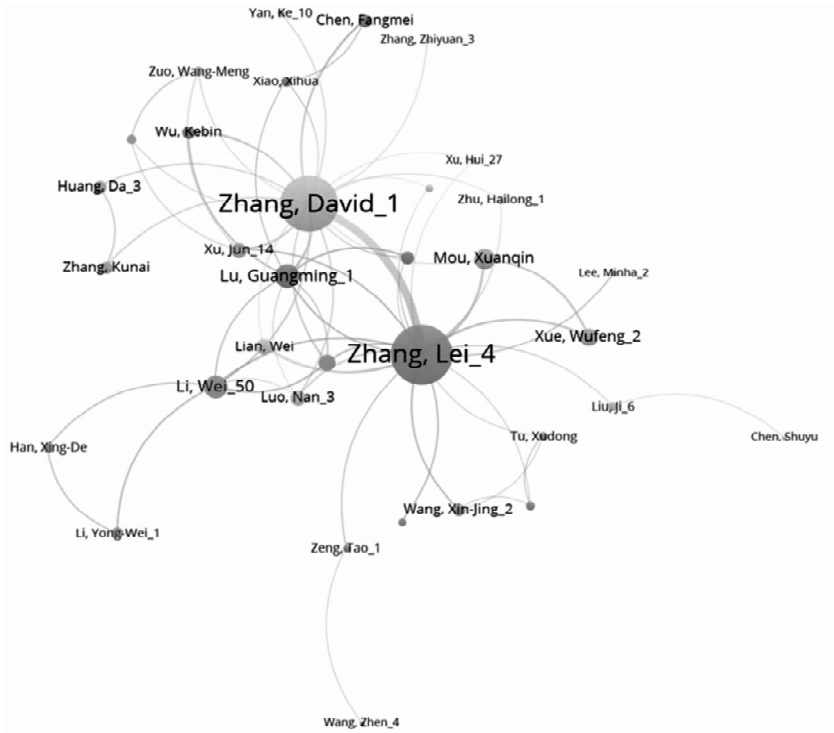 Yan, Ke_10
Chen, Fangmei
Zhang, Zhiyuan_3
Zuo, Wang-Meng
Xiao, Xihua
Wu, Kebin
Xu, Hui_27
Huang, Da_3
Zhang, David_1
Zhu, Hailong_1
Xu, Jun_14
Mou, Xuanqin
Zhang, Kunai
Lu, Guangming_1
Lee, Minha_2
Xue, Wufeng_2
Lian, Wei
Zhang, Lei_4
Li, Wei_50
Luo, Nan_3
Liu, Ji_6
Tu, Xudong
Chen, Shuyu
Han, Xing-De
Wang, Xin-Jing_2
Li, Yong-Wei_1
Zeng, Tao_1
Wang, Zhen_4